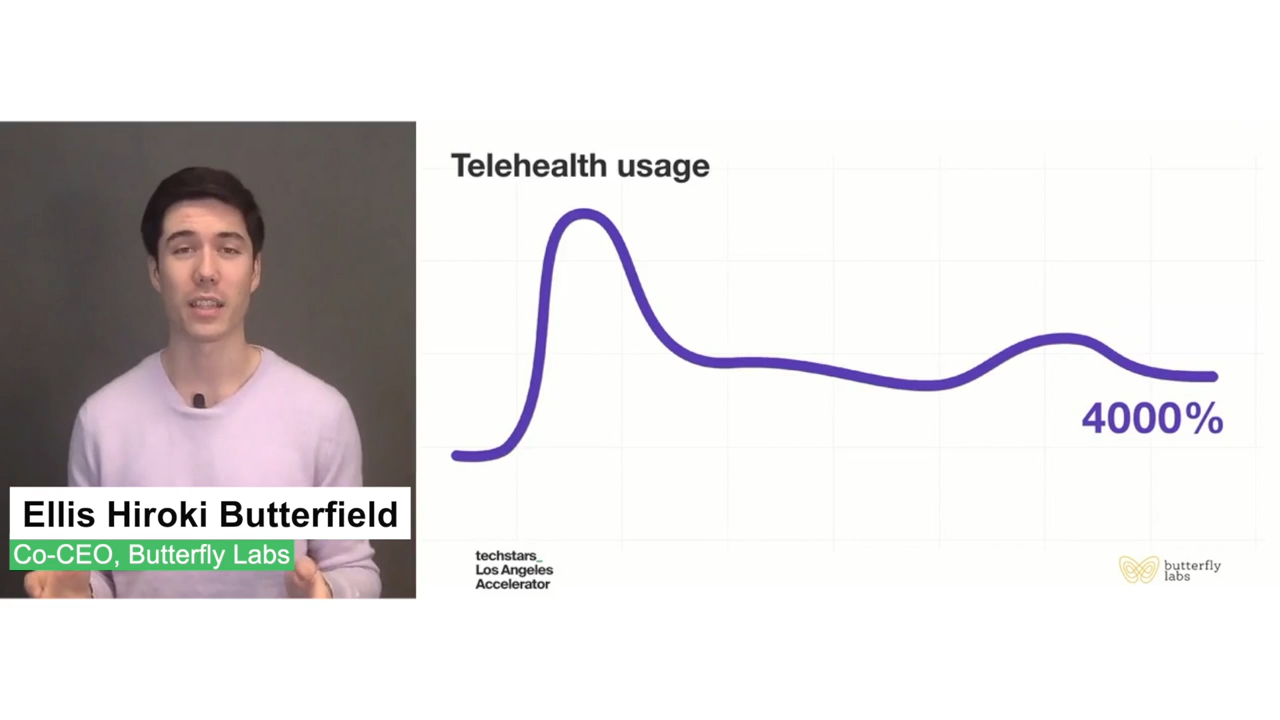 Telehealth usage
4000%
Ellis Hiroki Butterfield
Co-CEO, Butterfly Labs
techstars_
Los Angeles
Accelerator
butterfly
labs